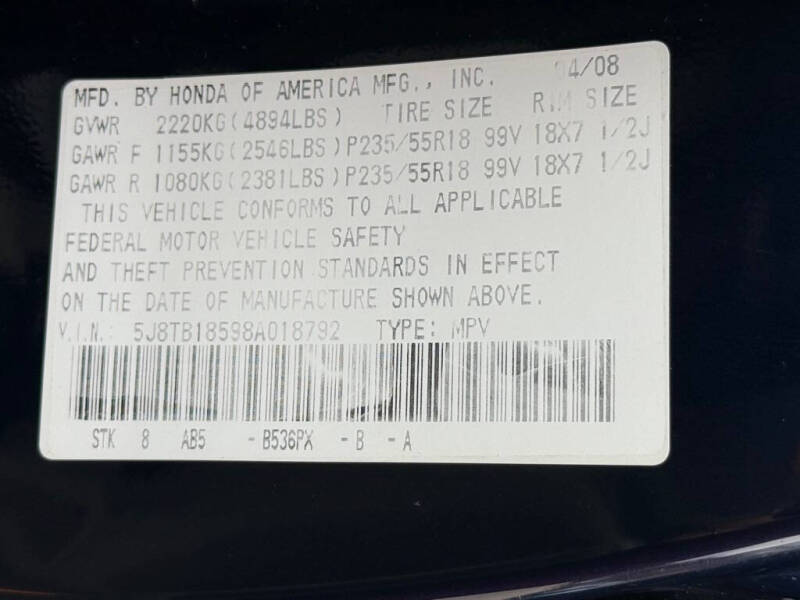 MFD. BY HONDA OF AMERICA MFG., INC. 04/08
GVWR 2220KG(4894LBS) TIRE SIZE RIM SIZE
GAWR F 1155KG(2546LBS)P235/55R18 99V 18X7 1/2J
GAWR R 1080KG(2381LBS)P235/55R18 99V 18X7 1/2J
THIS VEHICLE CONFORMS TO ALL APPLICABLE
FEDERAL MOTOR VEHICLE SAFETY
AND THEFT PREVENTION STANDARDS IN EFFECT
ON THE DATE OF MANUFACTURE SHOWN ABOVE.
V.I.N.: 5J8TB18598A018792 TYPE: MPV
STK 8 AB5 - B536PX - B - A